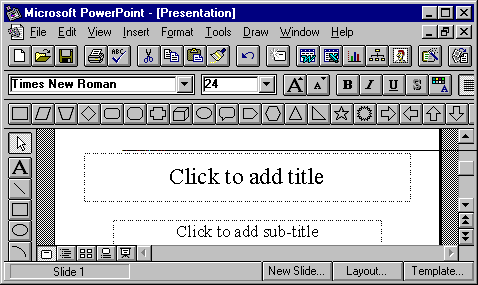 Microsoft PowerPoint - [Presentation]
File Edit View Insert Format Tools Draw Window Help
ABC
Times New Roman 24 A A B I U S A
Click to add title
A
Click to add sub-title
Slide 1 New Slide... Layout... Template...